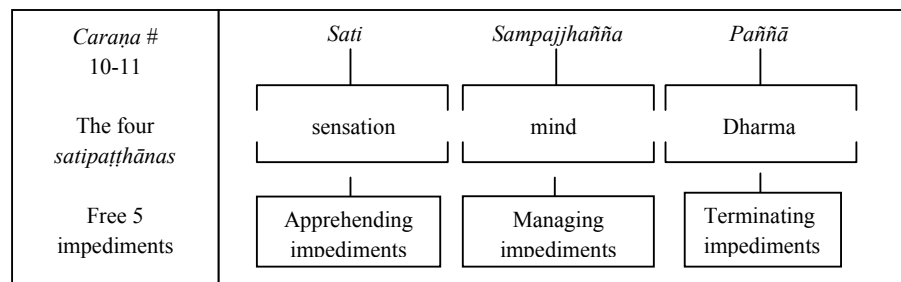 Caraṇa #
10-11
The four
satipaṭṭhānas
Free 5
impediments
Sati
Sampajjhañña
Paññā
sensation
mind
Dharma
Apprehending
impediments
Managing
impediments
Terminating
impediments